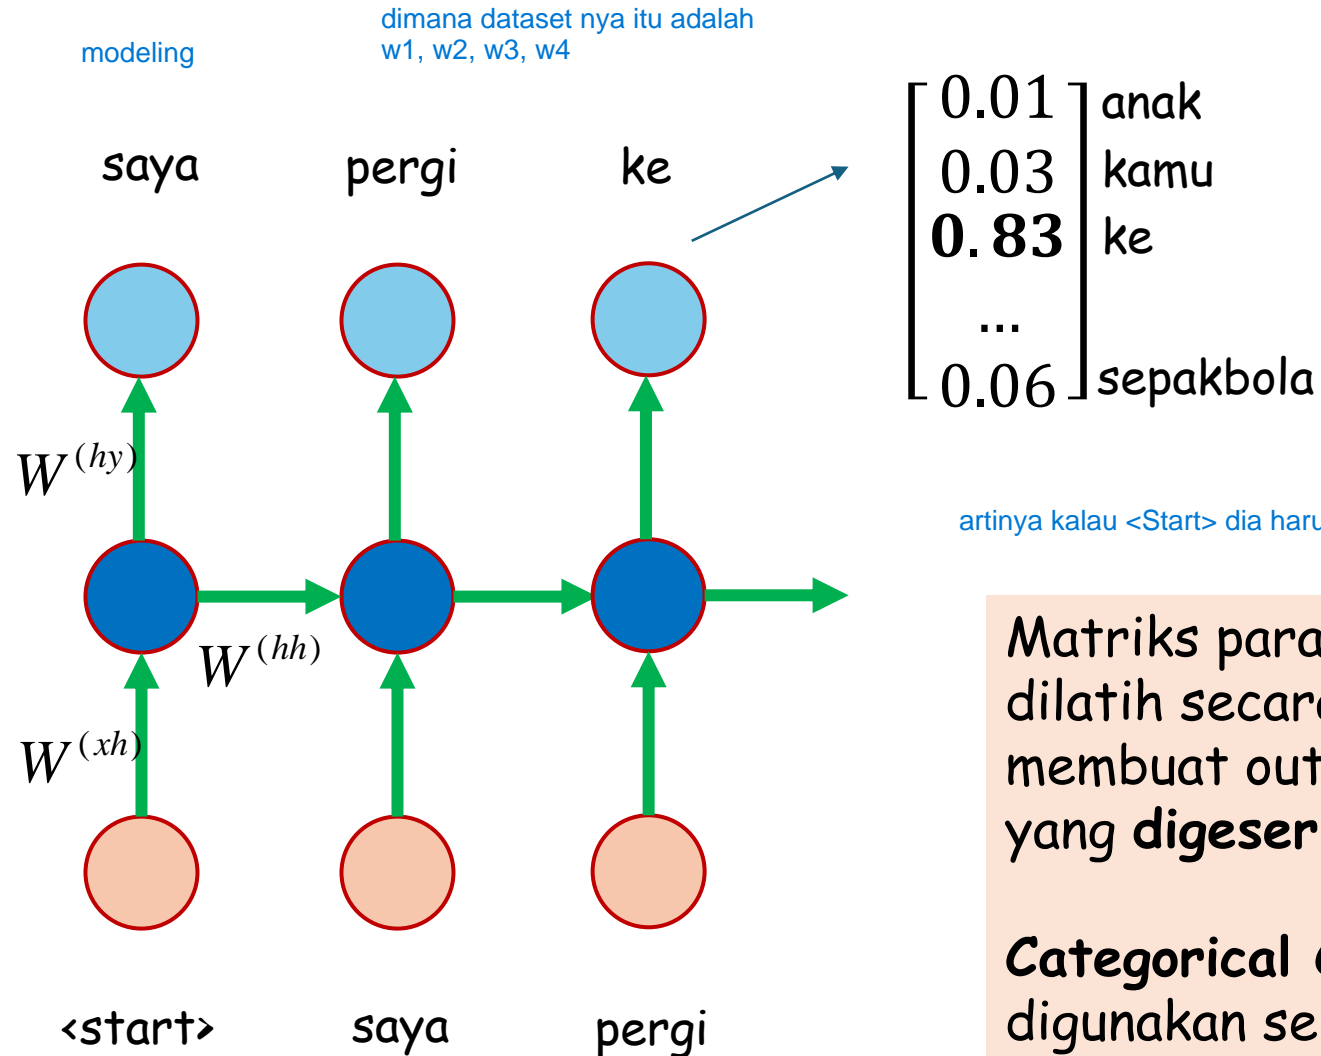 modeling
dimana dataset nya itu adalah
w1, w2, w3, w4
saya pergi ke
0.01 anak
0.03 kamu
0.83 ke
...
0.06 sepakbola
W(hy)
W(hh)
W(xh)
<start> saya pergi
artinya kalau <Start> dia haru
Matriks para
dilatih secara
membuat out
yang digeser
Categorical
digunakan se